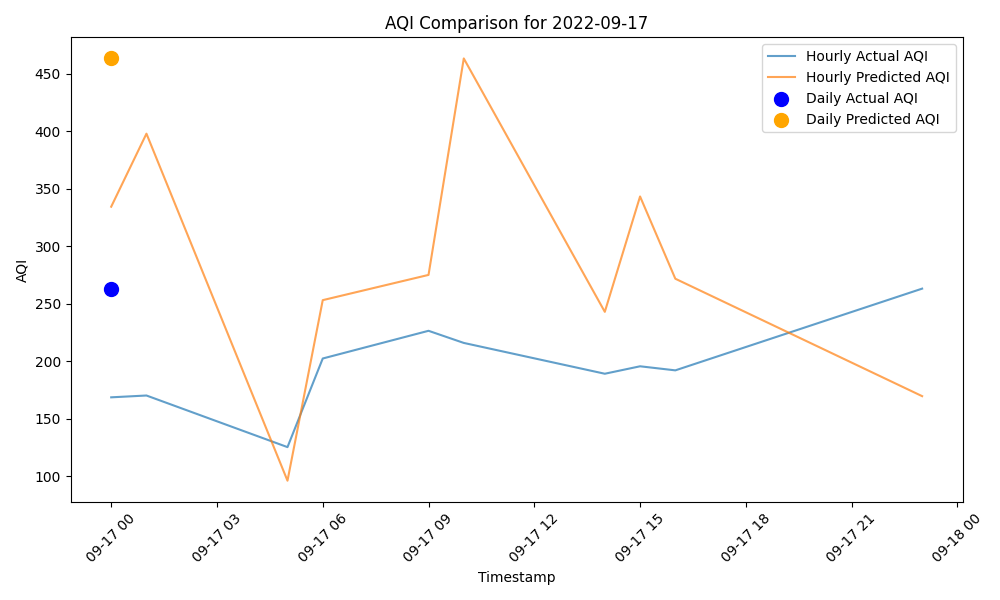 AQI Comparison for 2022-09-17
Hourly Actual AQI
Hourly Predicted AQI
Daily Actual AQI
Daily Predicted AQI
AQI
450
400
350
300
250
200
150
100
09-17 00
09-17 03
09-17 06
09-17 09
09-17 12
09-17 15
09-17 18
09-17 21
09-18 00
Timestamp